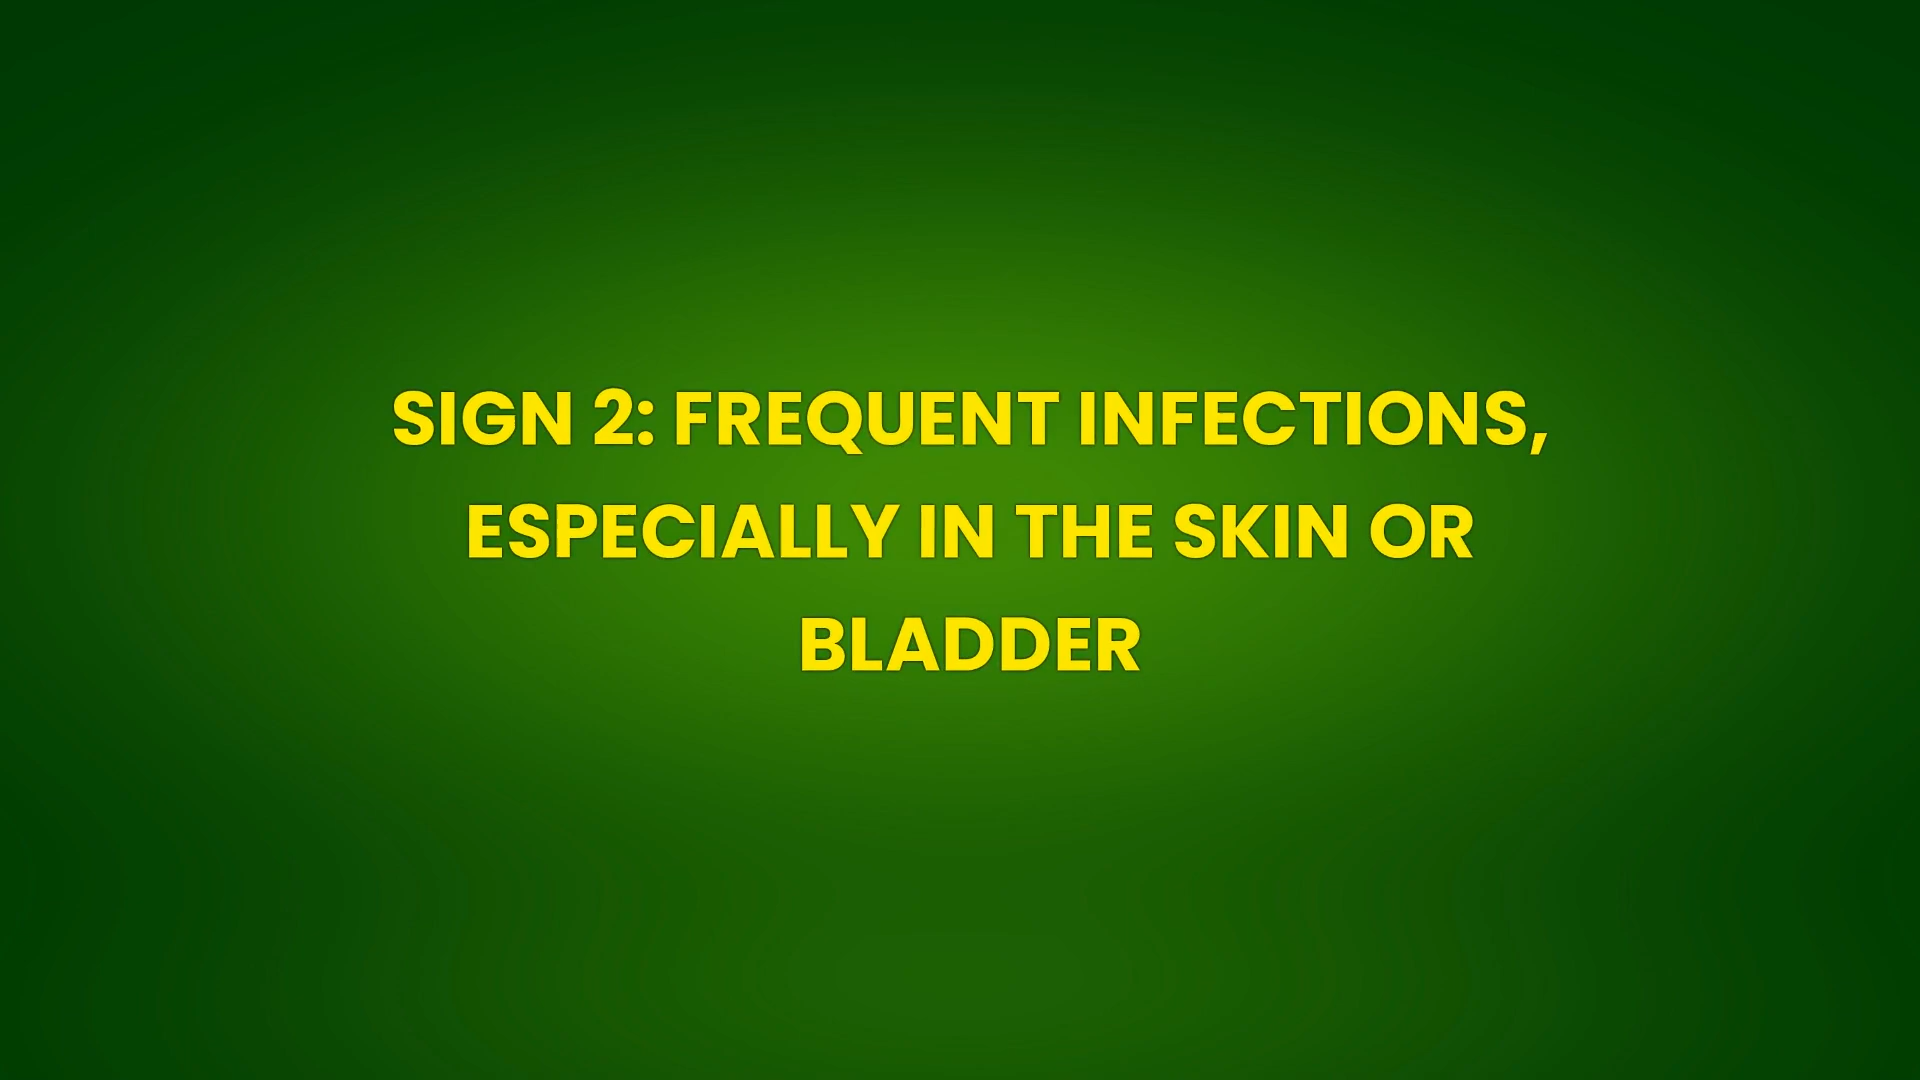 SIGN 2: FREQUENT INFECTIONS,
ESPECIALLY IN THE SKIN OR
BLADDER